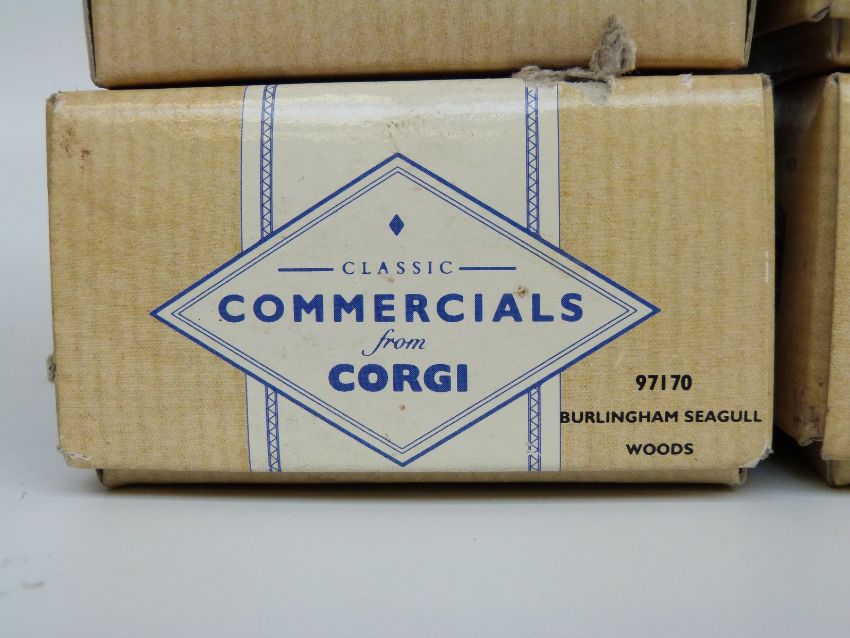 CLASSIC
COMMERCIALS
from
CORGI
97170
BURLINGHAM SEAGULL
WOODS